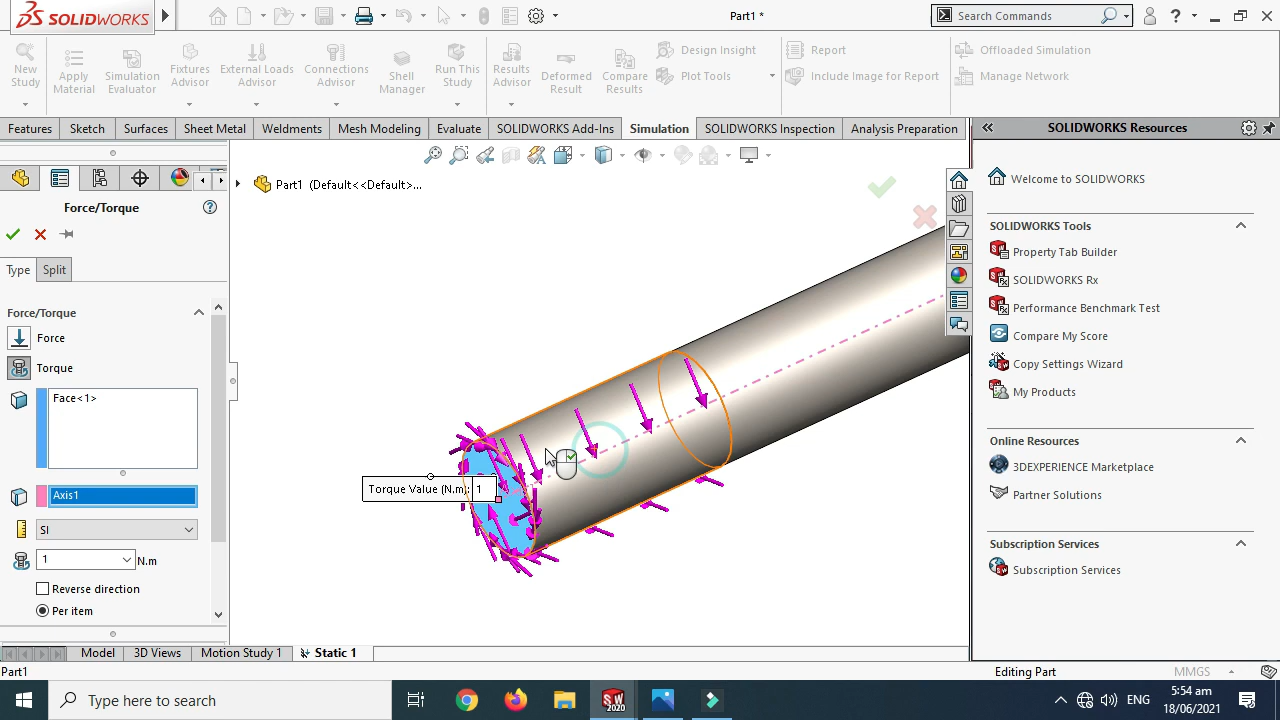 SOLIDWORKS
Part1 *
Search Commands
New Study
Apply Material
Simulation Evaluator
Fixtures Advisor
External Loads Advisor
Connections Advisor
Shell Manager
Run This Study
Results Advisor
Deformed Result
Compare Results
Design Insight
Plot Tools
Report
Include Image for Report
Offloaded Simulation
Manage Network
Features
Sketch
Surfaces
Sheet Metal
Weldments
Mesh Modeling
Evaluate
SOLIDWORKS Add-Ins
Simulation
SOLIDWORKS Inspection
Analysis Preparation
SOLIDWORKS Resources
Part1 (Default<<Default>...
Force/Torque
Type
Split
Force/Torque
Force
Torque
Face<1>
Axis1
SI
1
N.m
Reverse direction
Per item
Torque Value (N.m): 1
Welcome to SOLIDWORKS
SOLIDWORKS Tools
Property Tab Builder
SOLIDWORKS Rx
Performance Benchmark Test
Compare My Score
Copy Settings Wizard
My Products
Online Resources
3DEXPERIENCE Marketplace
Partner Solutions
Subscription Services
Subscription Services
Model
3D Views
Motion Study 1
Static 1
Part1
Editing Part
MMGS
Type here to search
SW
2020
ENG
5:54 am
18/06/2021